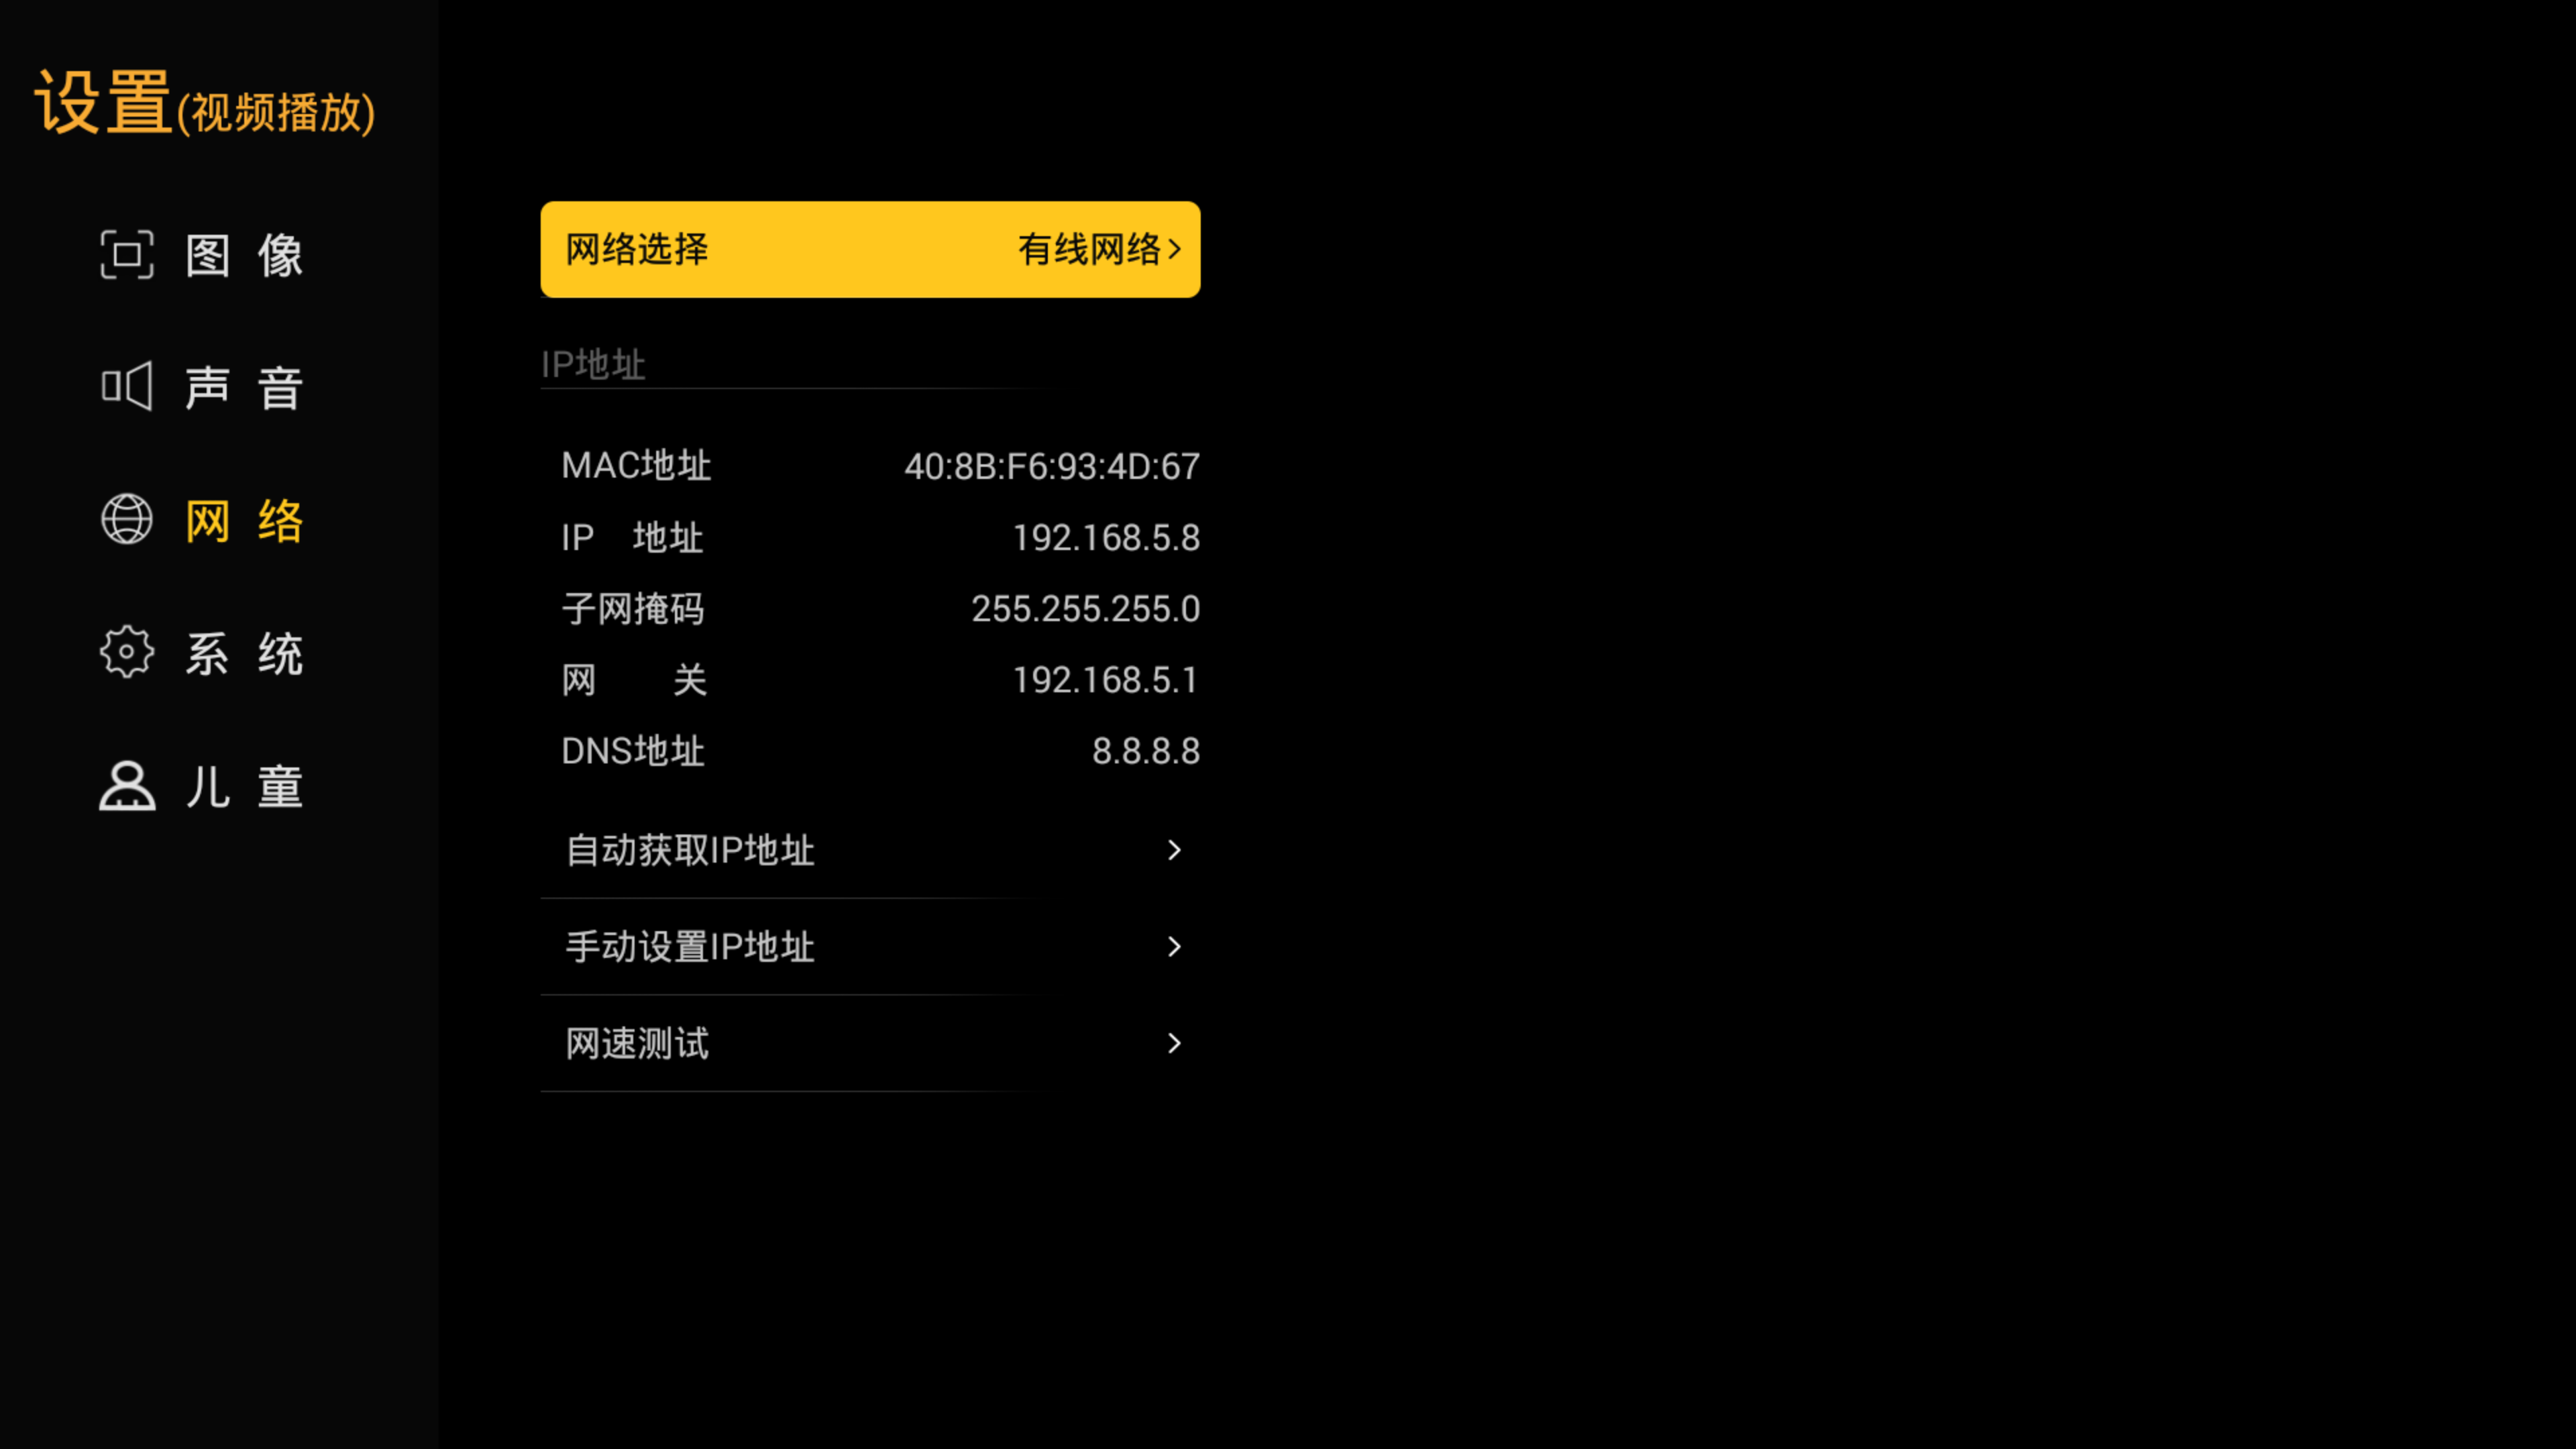 设置(视频播放)
图 像
声 音
网 络
系 统
儿 童
网络选择 有线网络
IP地址
MAC地址 40:8B:F6:93:4D:67
IP 地址 192.168.5.8
子网掩码 255.255.255.0
网 关 192.168.5.1
DNS地址 8.8.8.8
自动获取IP地址
手动设置IP地址
网速测试